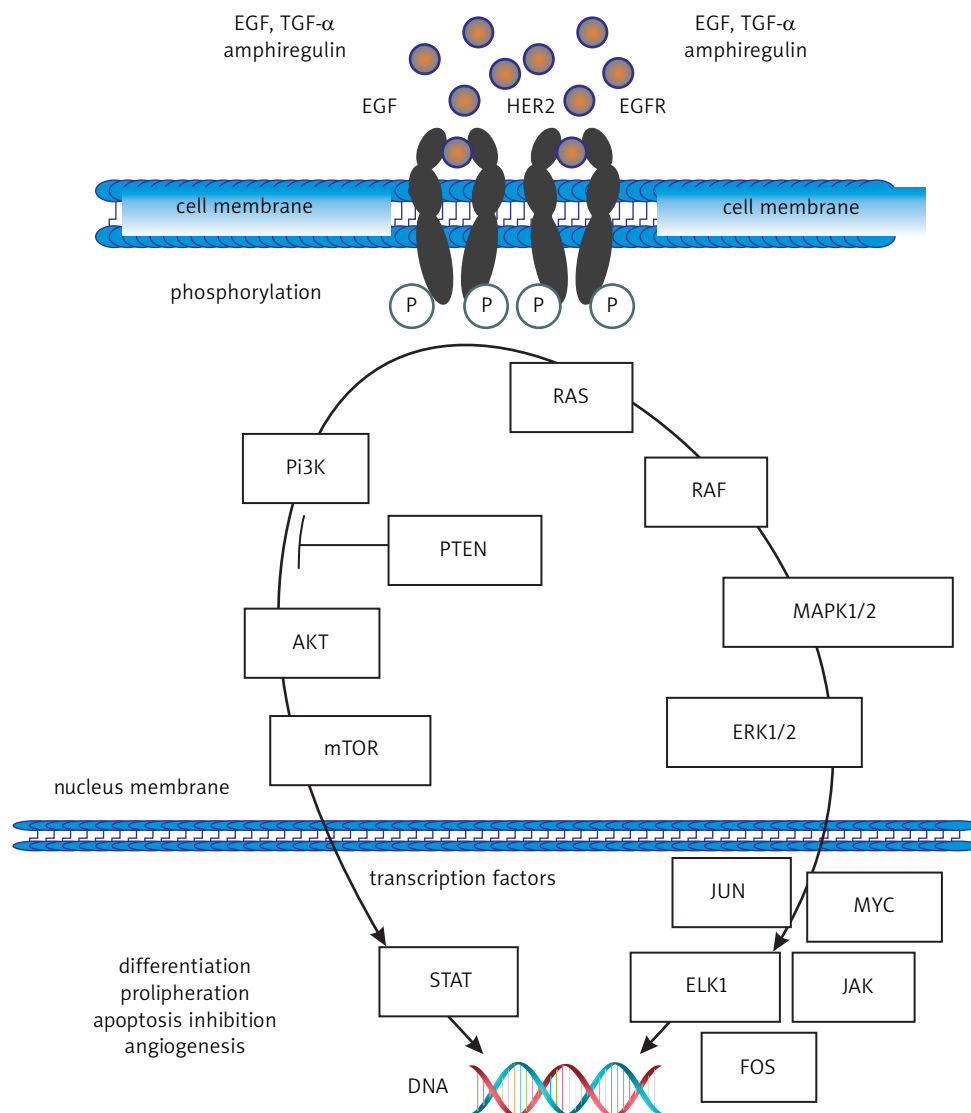 EGF, TGF-α
amphiregulin
EGF, TGF-α
amphiregulin
EGF
HER2
EGFR
cell membrane
cell membrane
phosphorylation
P
P
P
P
RAS
Pi3K
RAF
PTEN
MAPK1/2
AKT
ERK1/2
mTOR
nucleus membrane
transcription factors
JUN
MYC
STAT
ELK1
JAK
differentiation
prolipheration
apoptosis inhibition
angiogenesis
FOS
DNA